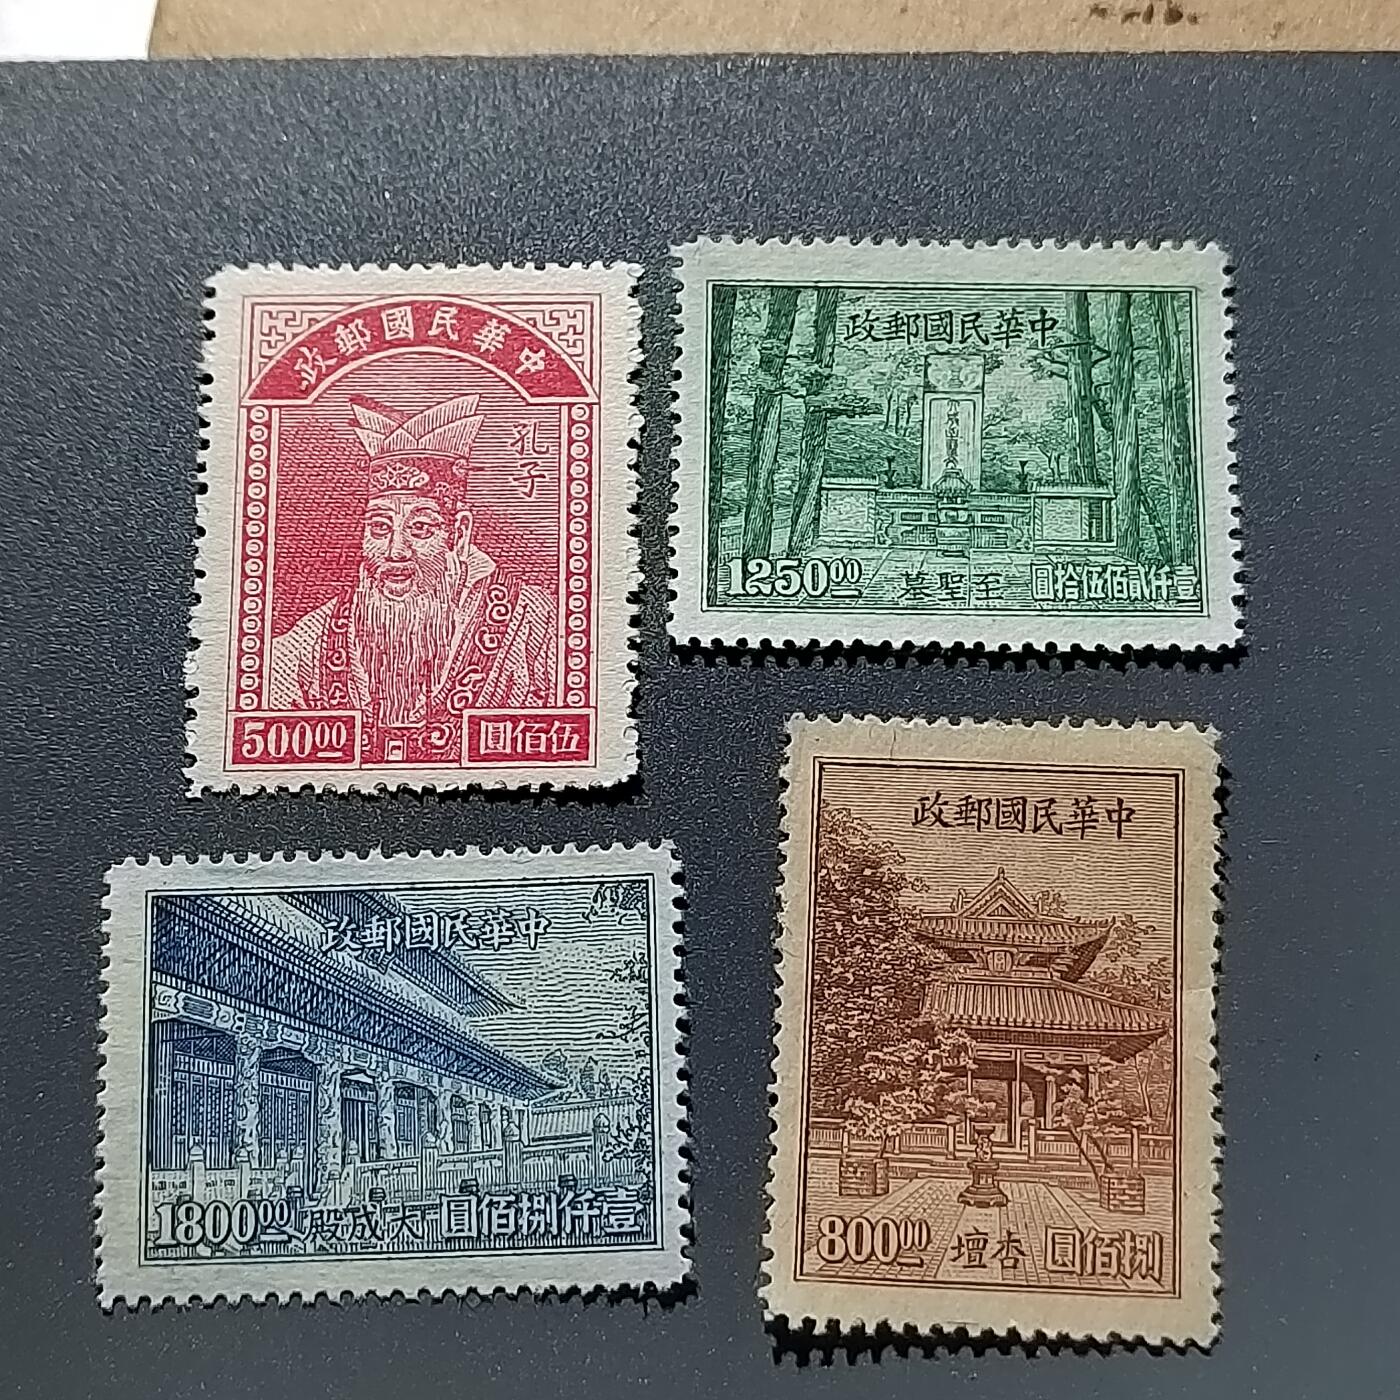 中華民國郵政
孔子
伍佰圓
500.00
中華民國郵政
壹仟貳佰伍拾圓 至聖墓 1250.00
中華民國郵政
壹仟捌佰圓 大成殿 1800.00
中華民國郵政
捌佰圓 杏壇 800.00